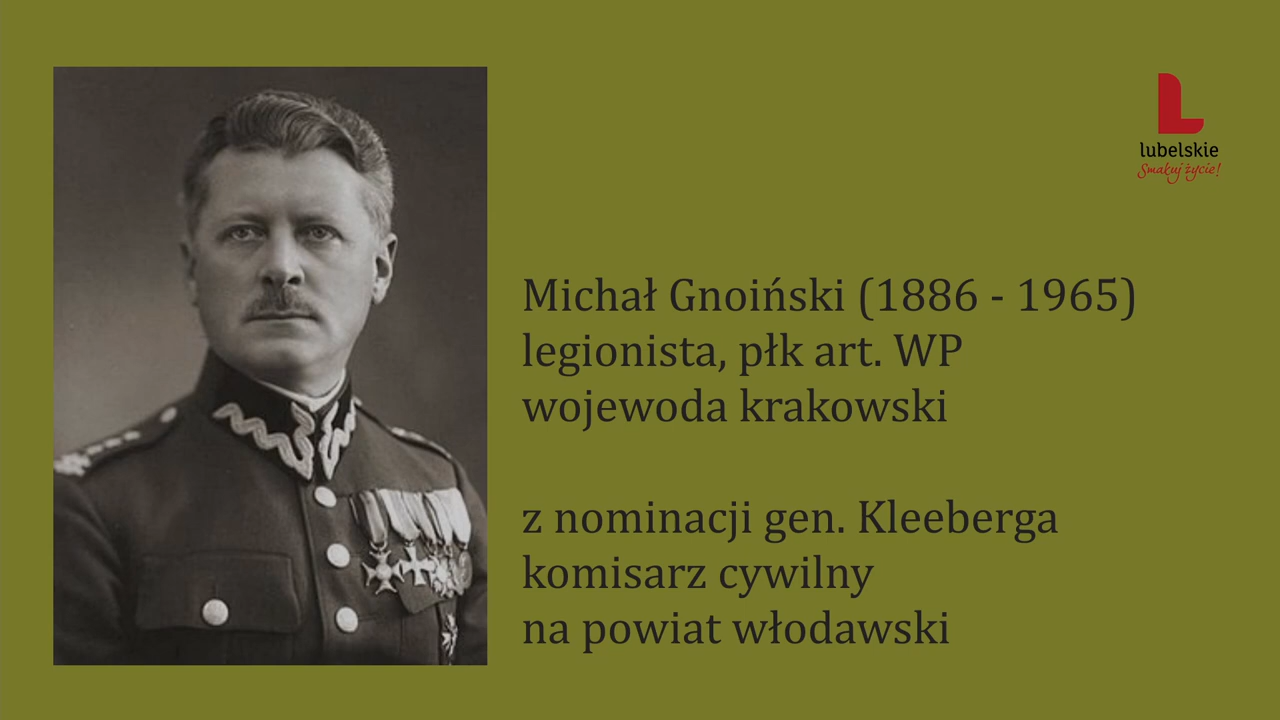 lubelskie
Smakuj życie!
Michał Gnoiński (1886 - 1965)
legionista, płk art. WP
wojewoda krakowski
z nominacji gen. Kleeberga
komisarz cywilny
na powiat włodawski